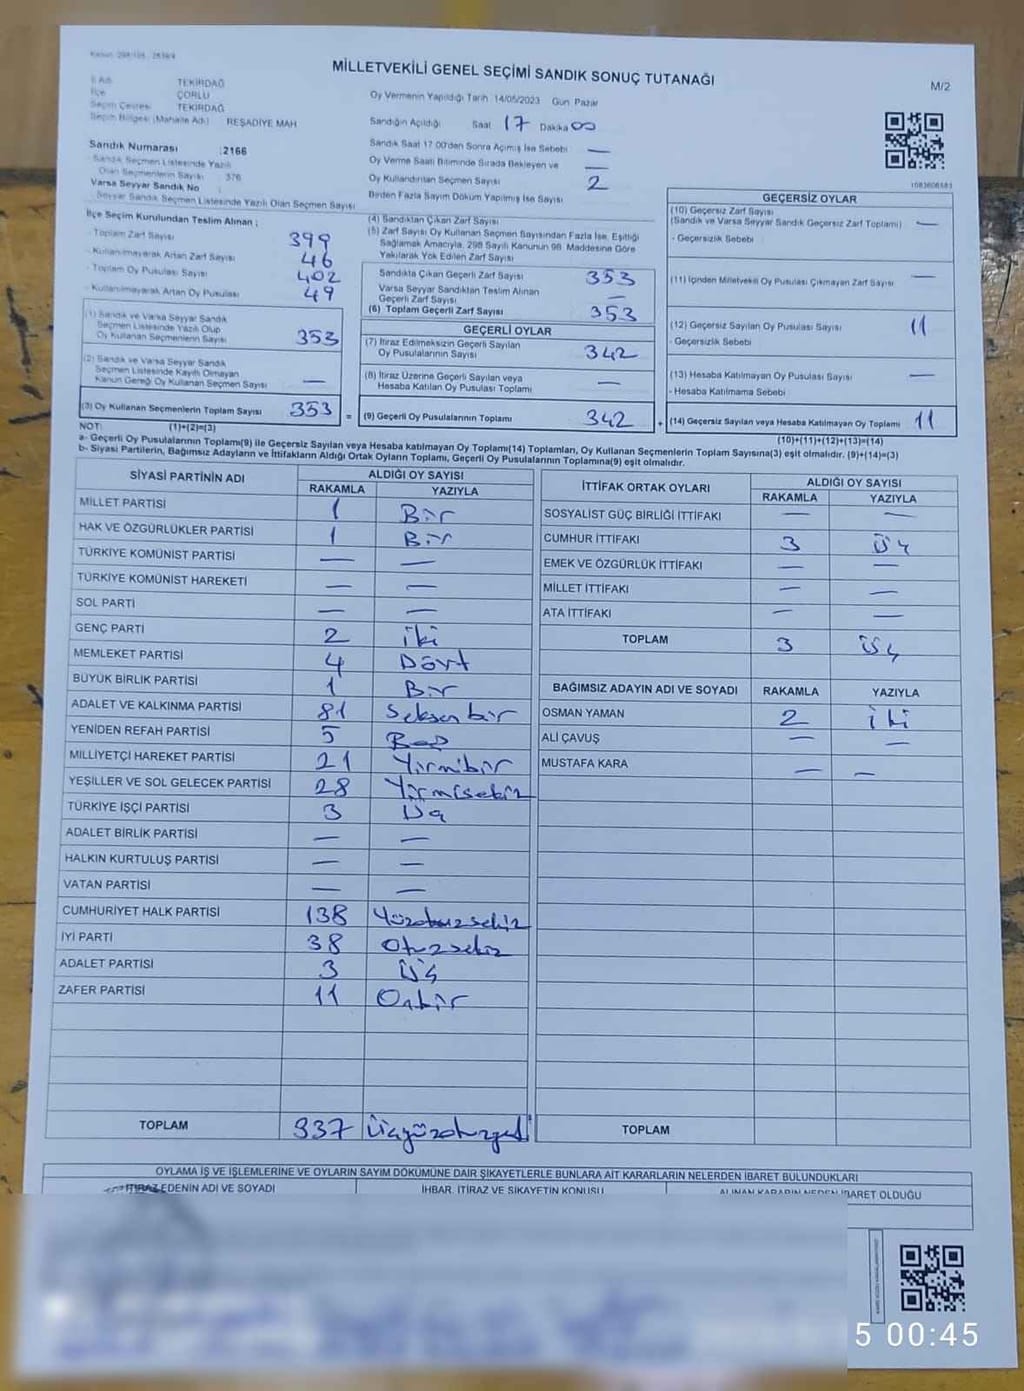 MİLLETVEKİLİ GENEL SEÇİMİ SANDIK SONUÇ TUTANAĞI
M/2
İl Adı TEKİRDAĞ
İlçe ÇORLU
Seçim Çevresi TEKİRDAĞ
Seçim Bölgesi (Mahalle Adı) REŞADİYE MAH
Oy Vermenin Yapıldığı Tarih 14/05/2023 Gün Pazar
Sandığın Açıldığı Saat 17 Dakika 00
Sandık Saat 17 00'den Sonra Açımış İse Sebebi —
Oy Verme Saati Bitiminde Sırada Bekleyen ve —
Oy Kullandırılan Seçmen Sayısı 2
Birden Fazla Sayım Döküm Yapılmış İse Sayısı
Sandık Numarası :2166
- Sandık Seçmen Listesinde Yazılı
Olan Seçmenlerin Sayısı : 376
Varsa Seyyar Sandık No :
- Seyyar Sandık Seçmen Listesinde Yazılı Olan Seçmen Sayısı
İlçe Seçim Kurulundan Teslim Alınan ;
- Toplam Zarf Sayısı 399
- Kullanılmayarak Artan Zarf Sayısı 46
- Toplam Oy Pusulası Sayısı 402
- Kullanılmayarak Artan Oy Pusulası 49
(1) Sandık ve Varsa Seyyar Sandık
Seçmen Listesinde Yazılı Olup
Oy Kullanan Seçmenlerin Sayısı 353
(2) Sandık ve Varsa Seyyar Sandık
Seçmen Listesinde Kayıtlı Olmayan
Kanun Gereği Oy Kullanan Seçmen Sayısı —
(3) Oy Kullanan Seçmenlerin Toplam Sayısı 353 =
(4) Sandıktan Çıkan Zarf Sayısı
(5) Zarf Sayısı Oy Kullanan Seçmen Sayısından Fazla İse, Eşitliği
Sağlamak Amacıyla, 298 Sayılı Kanunun 98. Maddesine Göre
Yakılarak Yok Edilen Zarf Sayısı
Sandıkta Çıkan Geçerli Zarf Sayısı 353
Varsa Seyyar Sandıktan Teslim Alınan
Geçerli Zarf Sayısı —
(6) Toplam Geçerli Zarf Sayısı 353
GEÇERLİ OYLAR
(7) İtiraz Edilmeksizin Geçerli Sayılan
Oy Pusulalarının Sayısı 342
(8) İtiraz Üzerine Geçerli Sayılan veya
Hesaba Katılan Oy Pusulası Toplamı —
(9) Geçerli Oy Pusulalarının Toplamı 342 +
GEÇERSİZ OYLAR
(10) Geçersiz Zarf Sayısı
(Sandık ve Varsa Seyyar Sandık Geçersiz Zarf Toplamı) —
- Geçersizlik Sebebi
(11) İçinden Milletvekili Oy Pusulası Çıkmayan Zarf Sayısı —
(12) Geçersiz Sayılan Oy Pusulası Sayısı 11
- Geçersizlik Sebebi
(13) Hesaba Katılmayan Oy Pusulası Sayısı —
- Hesaba Katılmama Sebebi
(14) Geçersiz Sayılan veya Hesaba Katılmayan Oy Toplamı 11
NOT: (1)+(2)=(3) (10)+(11)+(12)+(13)=(14)
a- Geçerli Oy Pusulalarının Toplamı(9) ile Geçersiz Sayılan veya Hesaba katılmayan Oy Toplamı(14) Toplamları, Oy Kullanan Seçmenlerin Toplam Sayısına(3) eşit olmalıdır. (9)+(14)=(3)
b- Siyasi Partilerin, Bağımsız Adayların ve İttifakların Aldığı Ortak Oyların Toplamı, Geçerli Oy Pusulalarının Toplamına(9) eşit olmalıdır.
SİYASİ PARTİNİN ADI ALDIĞI OY SAYISI
RAKAMLA YAZIYLA
MİLLET PARTİSİ 1 Bir
HAK VE ÖZGÜRLÜKLER PARTİSİ 1 Bir
TÜRKİYE KOMÜNİST PARTİSİ — —
TÜRKİYE KOMÜNİST HAREKETİ — —
SOL PARTİ — —
GENÇ PARTİ 2 iki
MEMLEKET PARTİSİ 4 Dört
BÜYÜK BİRLİK PARTİSİ 1 Bir
ADALET VE KALKINMA PARTİSİ 81 Seksenbir
YENİDEN REFAH PARTİSİ 5 Beş
MİLLİYETÇİ HAREKET PARTİSİ 21 Yirmibir
YEŞİLLER VE SOL GELECEK PARTİSİ 28 Yirmisekiz
TÜRKİYE İŞÇİ PARTİSİ 3 Üç
ADALET BİRLİK PARTİSİ — —
HALKIN KURTULUŞ PARTİSİ — —
VATAN PARTİSİ — —
CUMHURİYET HALK PARTİSİ 138 Yüzotuzsekiz
İYİ PARTİ 38 Otuzsekiz
ADALET PARTİSİ 3 Üç
ZAFER PARTİSİ 11 Onbir
TOPLAM 337 Üçyüzotuzyedi
İTTİFAK ORTAK OYLARI ALDIĞI OY SAYISI
RAKAMLA YAZIYLA
SOSYALIST GÜÇ BİRLİĞİ İTTİFAKI — —
CUMHUR İTTİFAKI 3 Üç
EMEK VE ÖZGÜRLÜK İTTİFAKI — —
MİLLET İTTİFAKI — —
ATA İTTİFAKI — —
TOPLAM 3 Üç
BAĞIMSIZ ADAYIN ADI VE SOYADI RAKAMLA YAZIYLA
OSMAN YAMAN 2 İki
ALİ ÇAVUŞ — —
MUSTAFA KARA — —
TOPLAM
OYLAMA İŞ VE İŞLEMLERİNE VE OYLARIN SAYIM DÖKÜMÜNE DAİR ŞİKAYETLERLE BUNLARA AİT KARARLARIN NELERDEN İBARET BULUNDUKLARI
İTİRAZ EDENİN ADI VE SOYADI İHBAR, İTİRAZ VE ŞİKAYETİN KONUSU ALINAN KARARIN NEDEN İBARET OLDUĞU
5 00:45